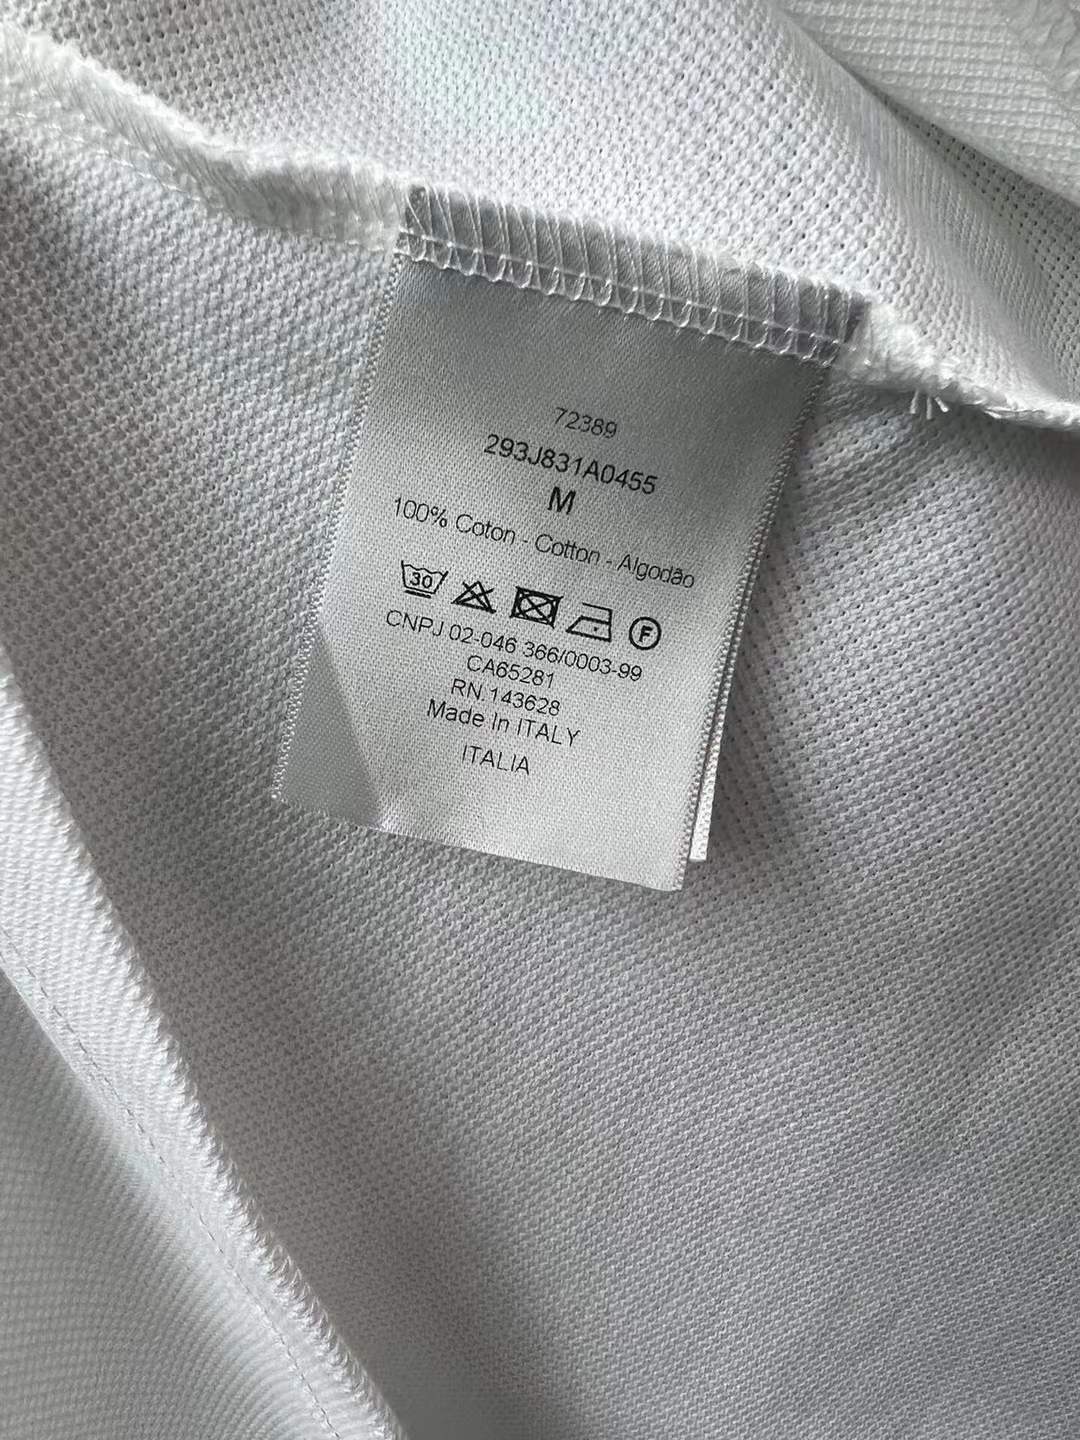 72389
293J831A0455
M
100% Coton - Cotton - Algodão
30 F
CNPJ 02-046 366/0003-99
CA65281
RN 143628
Made In ITALY
ITALIA